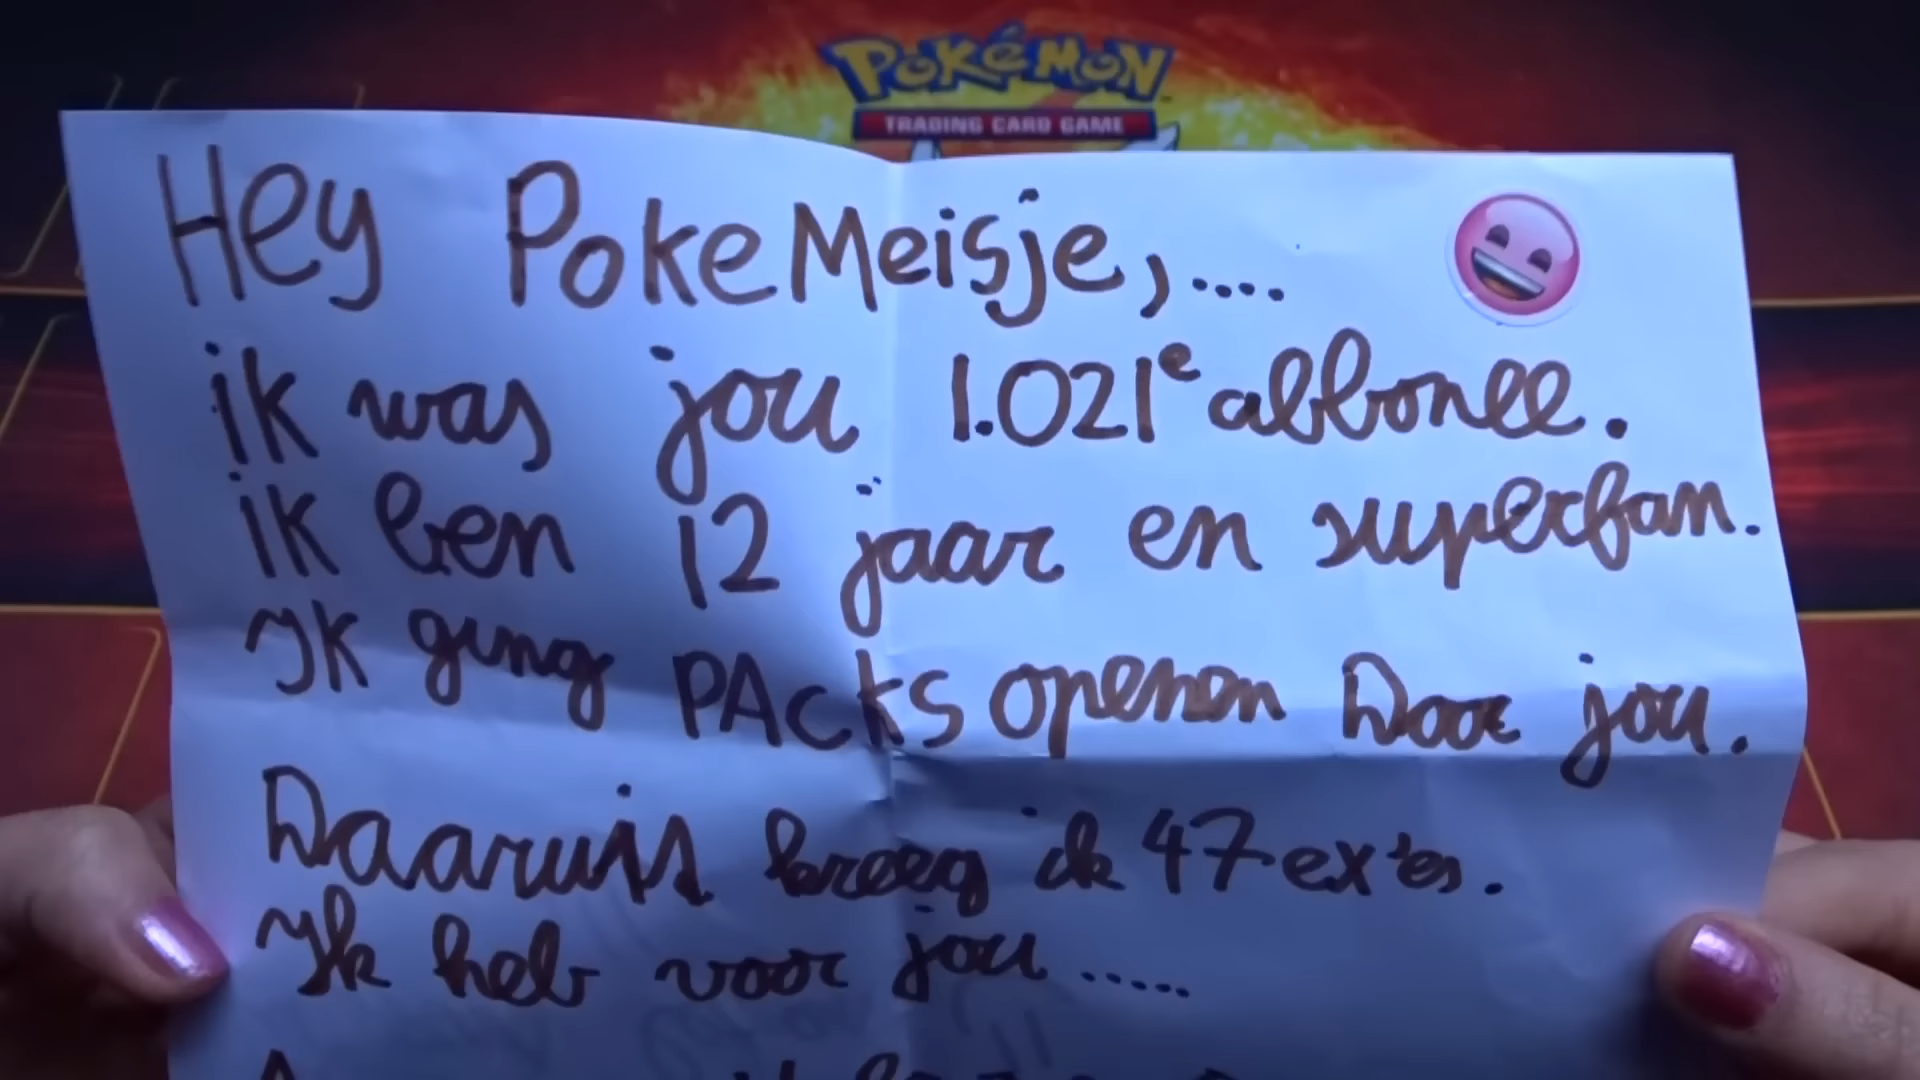 POKÉMON
TRADING CARD GAME
Hey PokeMeisje,....
ik was jou 1.021e abbonee.
ik ben 12 jaar en superfan.
Ik ging PACKS openen Door jou.
Daaruis kreeg ik 47 ex'es.
Ik heb voor jou .....